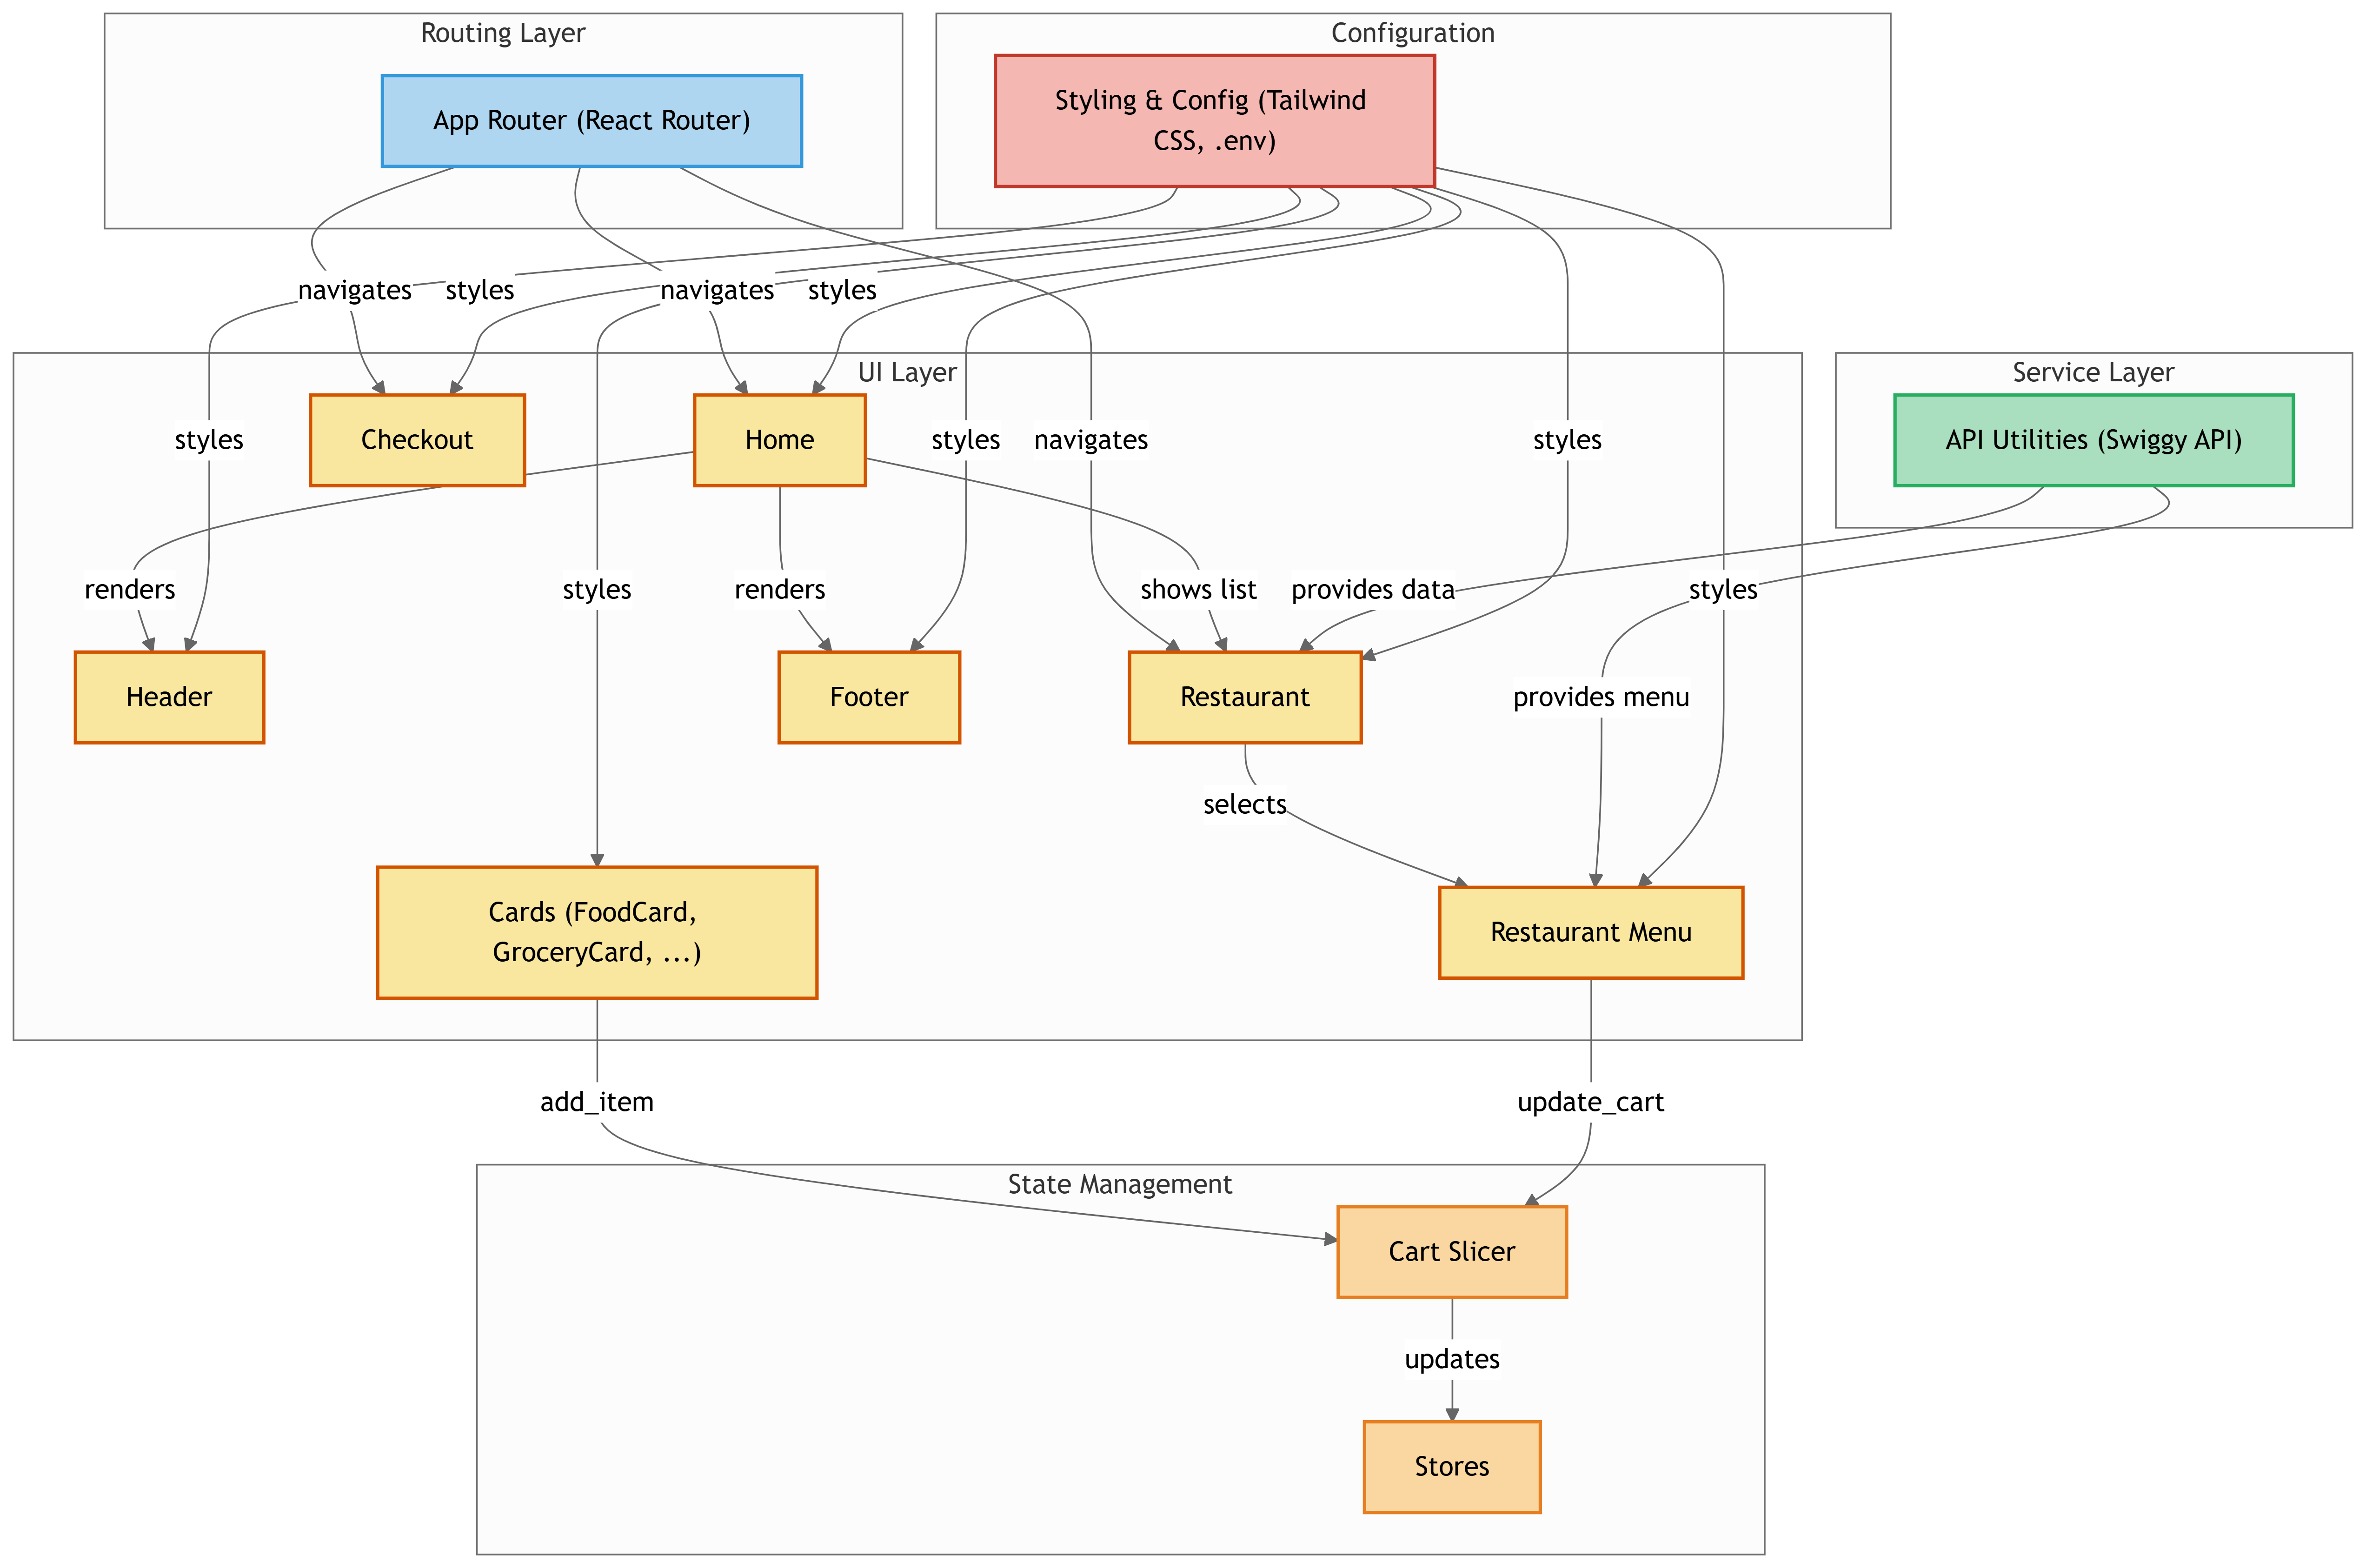 Routing Layer
Configuration
App Router (React Router)
Styling & Config (Tailwind
CSS, .env)
navigates
styles
navigates
styles
UI Layer
Service Layer
styles
Checkout
Home
styles
navigates
styles
API Utilities (Swiggy API)
renders
styles
renders
shows list
provides data
styles
Header
Footer
Restaurant
provides menu
selects
Cards (FoodCard,
GroceryCard, ...)
Restaurant Menu
add_item
update_cart
State Management
Cart Slicer
updates
Stores